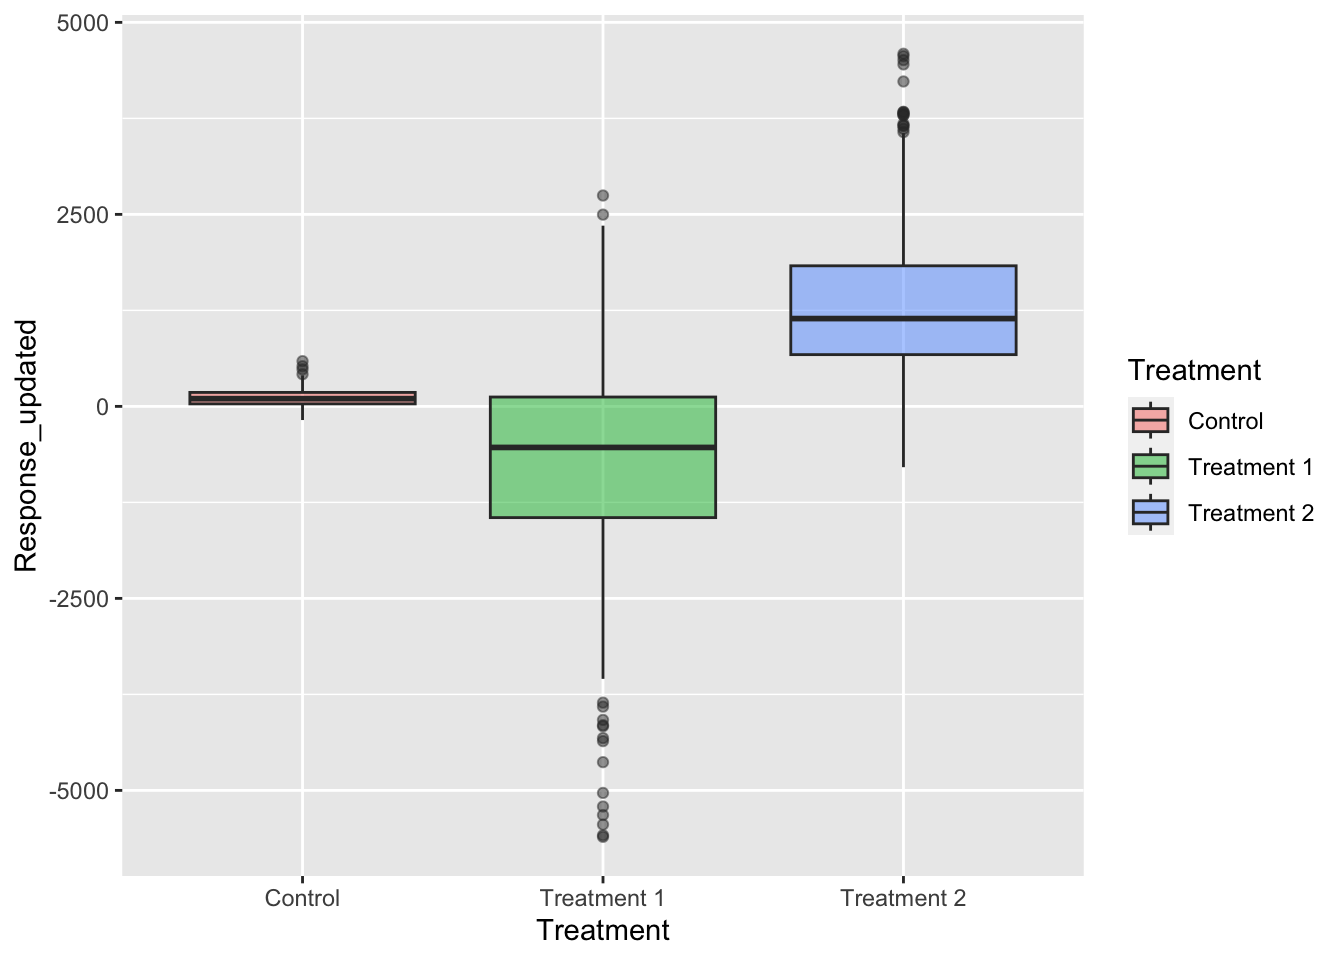 5000
2500
0
-2500
-5000
Response_updated
Control
Treatment 1
Treatment 2
Treatment
Treatment
Control
Treatment 1
Treatment 2